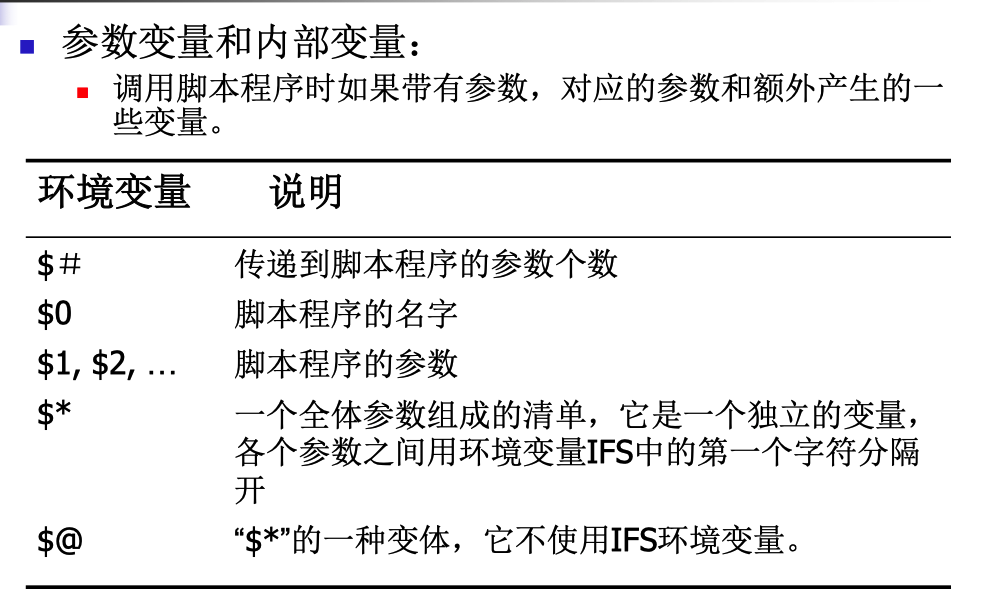 参数变量和内部变量：
调用脚本程序时如果带有参数，对应的参数和额外产生的一
些变量。
环境变量 说明
$＃ 传递到脚本程序的参数个数
$0 脚本程序的名字
$1, $2, … 脚本程序的参数
$* 一个全体参数组成的清单，它是一个独立的变量，
各个参数之间用环境变量IFS中的第一个字符分隔
开
$@ “$*”的一种变体，它不使用IFS环境变量。